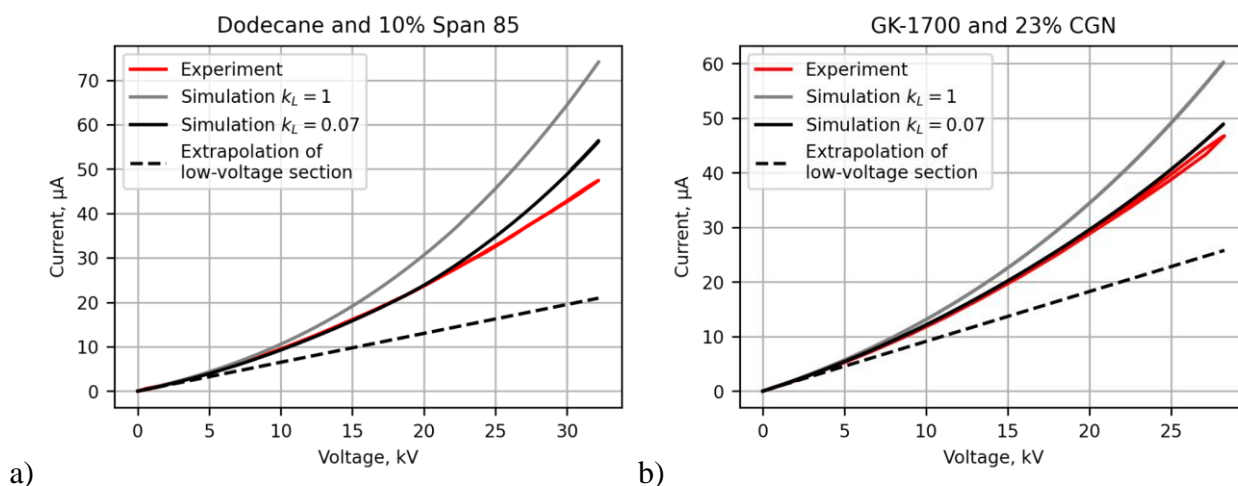 Dodecane and 10% Span 85
Experiment
Simulation k_L = 1
Simulation k_L = 0.07
Extrapolation of
low-voltage section
Current, μA
70
60
50
40
30
20
10
0
0 5 10 15 20 25 30
Voltage, kV
a)
GK-1700 and 23% CGN
Experiment
Simulation k_L = 1
Simulation k_L = 0.07
Extrapolation of
low-voltage section
Current, μA
60
50
40
30
20
10
0
0 5 10 15 20 25
Voltage, kV
b)